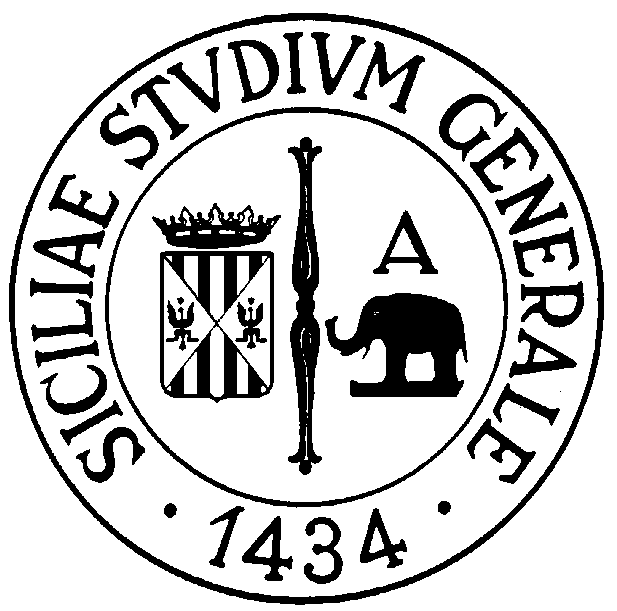 SICILIAE STVDIVM GENERALE
A
· 1434 ·